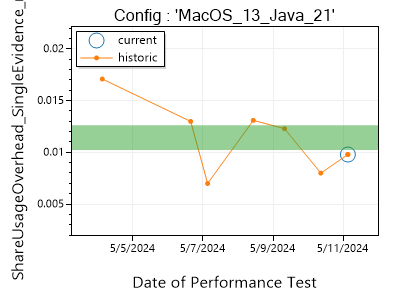 Config : 'MacOS_13_Java_21'
ShareUsageOverhead_SingleEvidence_
current
historic
0.02
0.015
0.01
0.005
5/5/2024
5/7/2024
5/9/2024
5/11/2024
Date of Performance Test